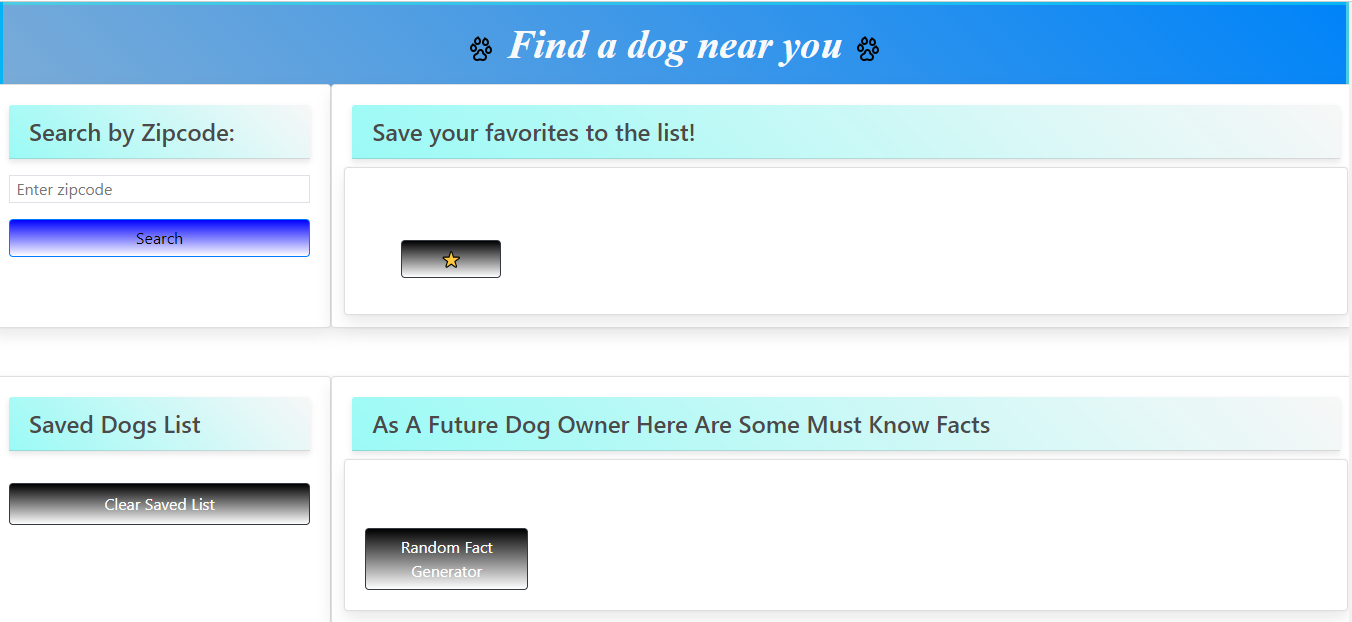 Find a dog near you
Search by Zipcode:
Enter zipcode
Search
Save your favorites to the list!
Saved Dogs List
Clear Saved List
As A Future Dog Owner Here Are Some Must Know Facts
Random Fact
Generator